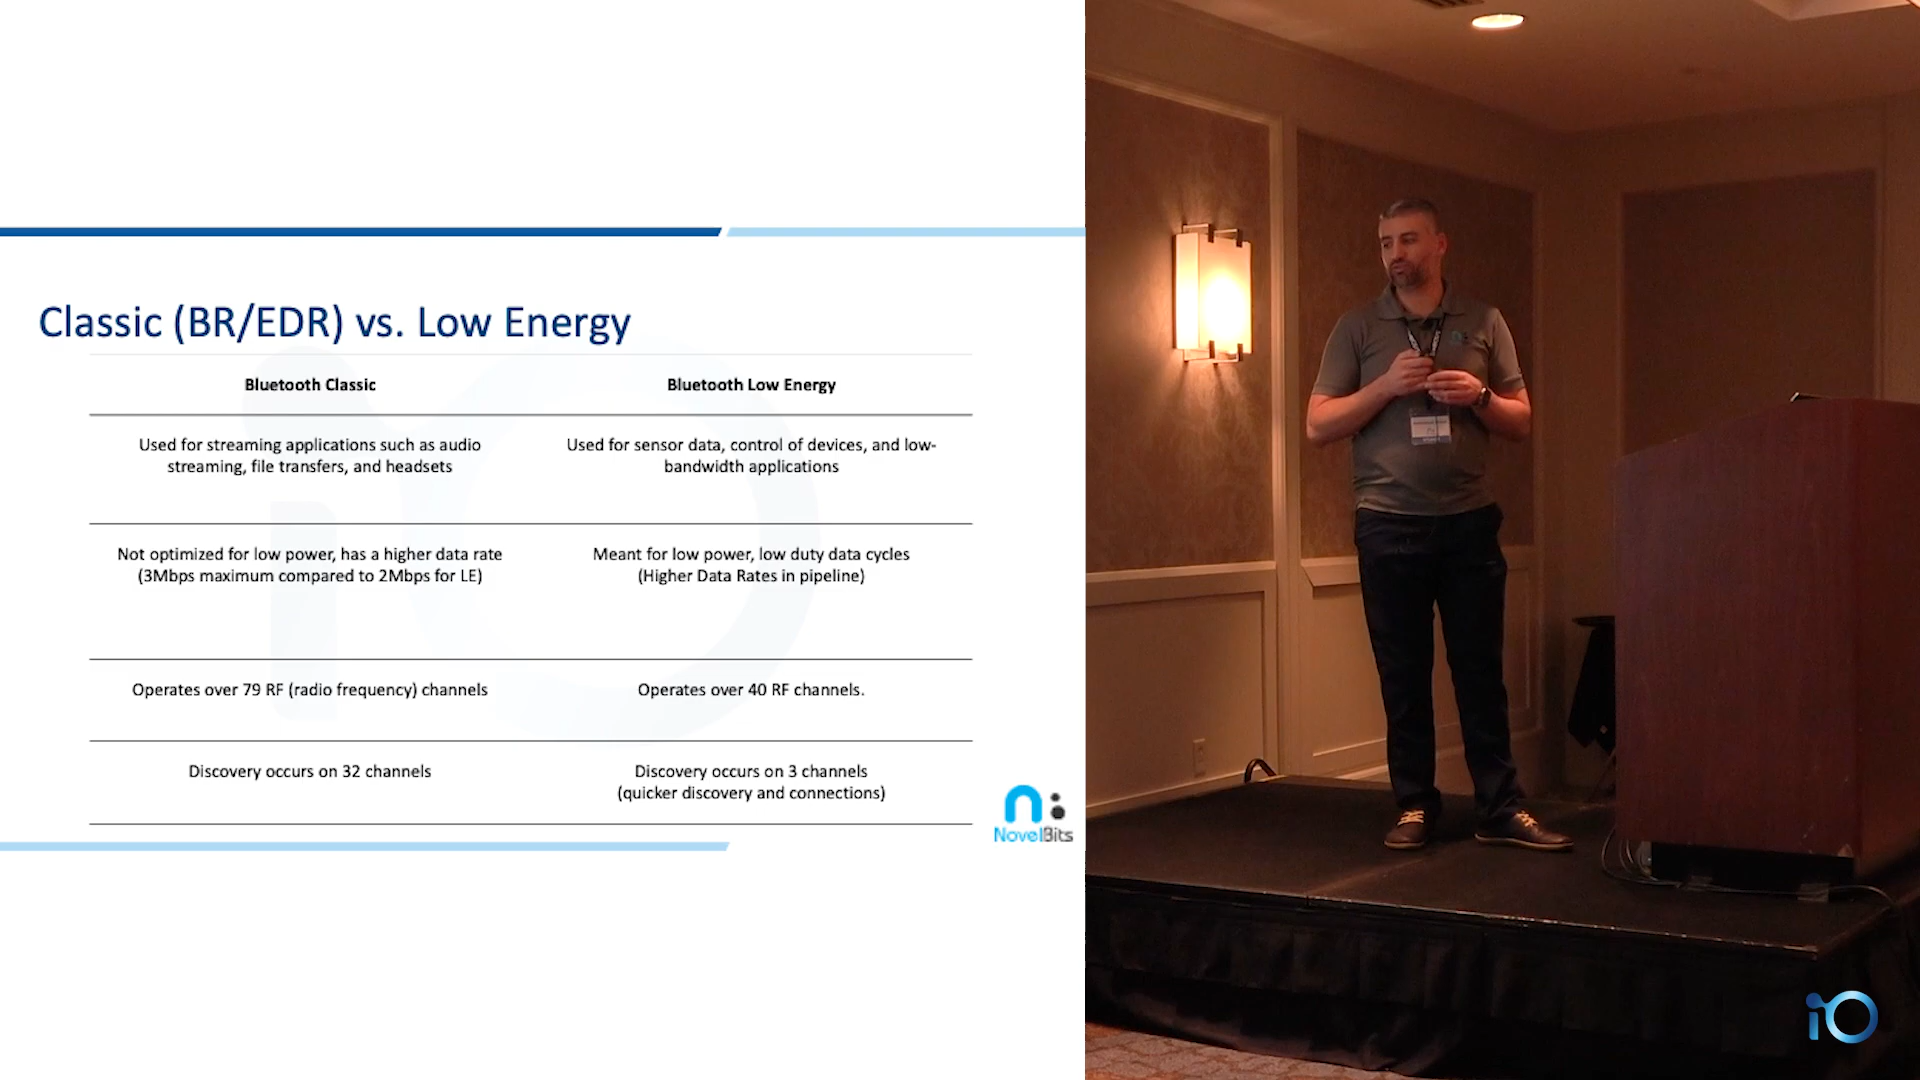 Classic (BR/EDR) vs. Low Energy
Bluetooth Classic
Bluetooth Low Energy
Used for streaming applications such as audio
streaming, file transfers, and headsets
Used for sensor data, control of devices, and low-
bandwidth applications
Not optimized for low power, has a higher data rate
(3Mbps maximum compared to 2Mbps for LE)
Meant for low power, low duty data cycles
(Higher Data Rates in pipeline)
Operates over 79 RF (radio frequency) channels
Operates over 40 RF channels.
Discovery occurs on 32 channels
Discovery occurs on 3 channels
(quicker discovery and connections)
NovelBits
iO